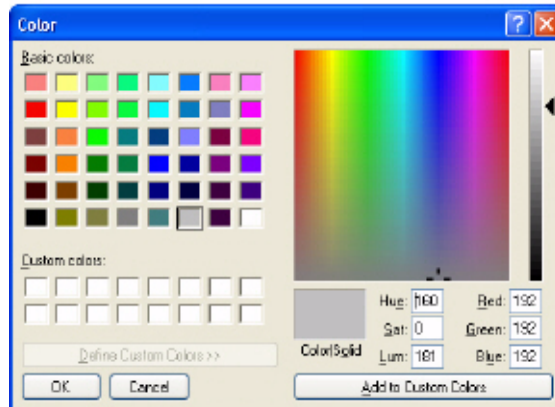 Color
Basic colors:
Custom colors:
Define Custom Colors >>
OK Cancel
Color|Solid
Hue: 160 Red: 192
Sat: 0 Green: 192
Lum: 181 Blue: 192
Add to Custom Colors